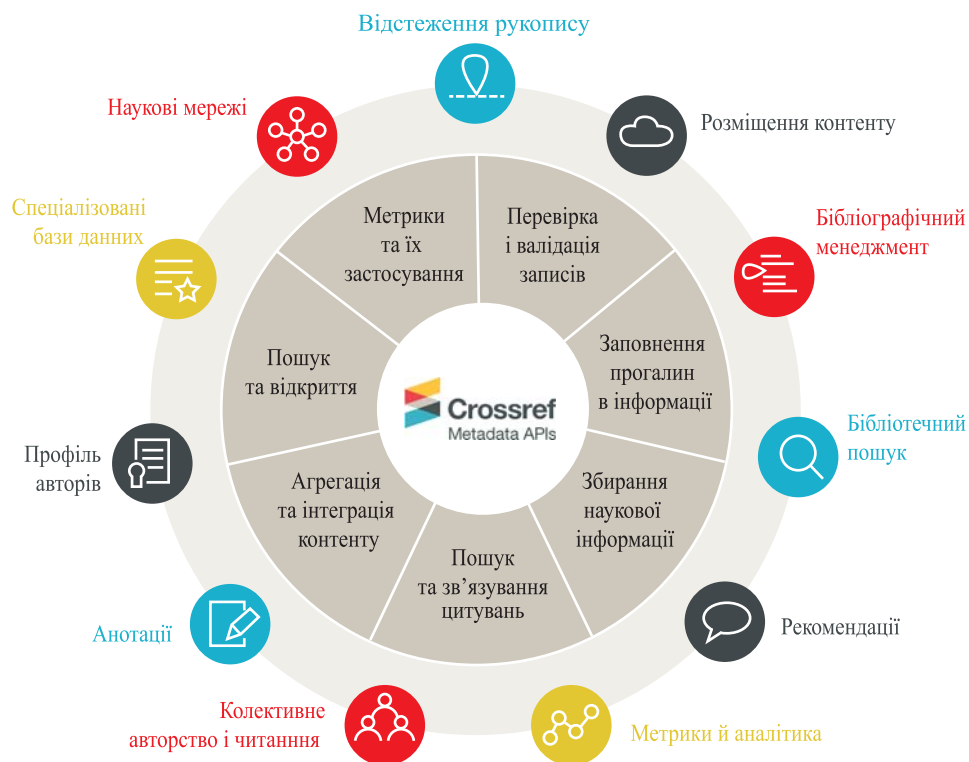 Відстеження рукопису
Розміщення контенту
Бібліографічний
менеджмент
Бібліотечний
пошук
Рекомендації
Метрики й аналітика
Колективне
авторство і читанння
Анотації
Профіль
авторів
Спеціалізовані
бази данних
Наукові мережі
Метрики
та їх
застосування
Перевірка
і валідація
записів
Заповнення
прогалин
в інформації
Збирання
наукової
інформації
Пошук
та зв’язування
цитувань
Агрегація
та інтеграція
контенту
Пошук
та відкриття
Crossref
Metadata APIs